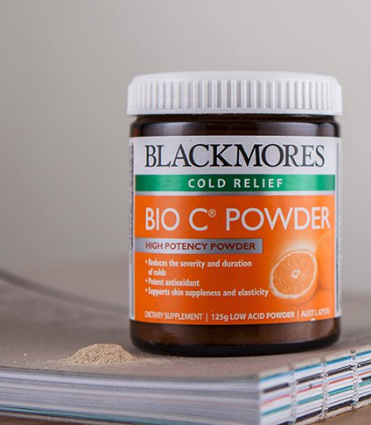 BLACKMORES
COLD RELIEF
BIO C® POWDER
HIGH POTENCY POWDER
• Reduces the severity and duration
of colds
• Potent antioxidant
• Supports skin suppleness and elasticity
DIETARY SUPPLEMENT | 125g LOW ACID POWDER | AUST L